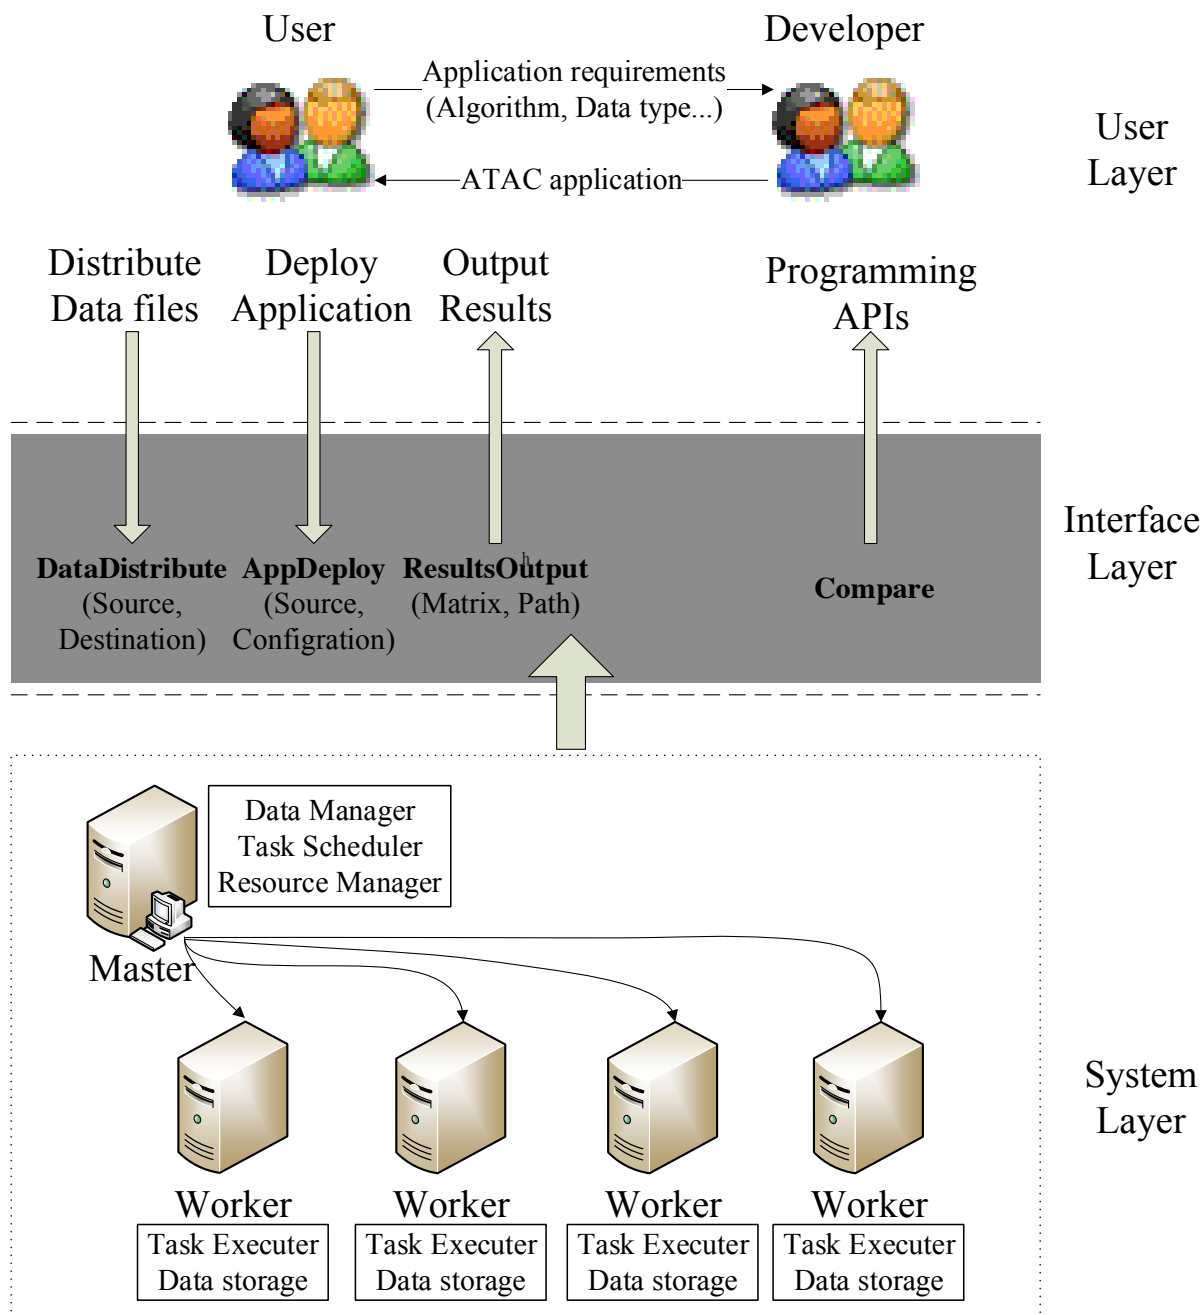 User
Developer
Application requirements
(Algorithm, Data type...)
ATAC application
User
Layer
Distribute
Data files
Deploy
Application
Output
Results
Programming
APIs
Interface
Layer
DataDistribute
(Source,
Destination)
AppDeploy
(Source,
Configration)
h
ResultsOutput
(Matrix, Path)
Compare
Data Manager
Task Scheduler
Resource Manager
Master
System
Layer
Worker
Task Executer
Data storage
Worker
Task Executer
Data storage
Worker
Task Executer
Data storage
Worker
Task Executer
Data storage